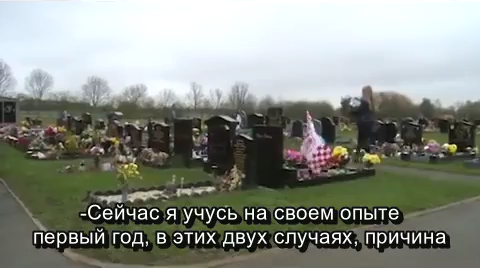 -Сейчас я учусь на своем опыте
первый год, в этих двух случаях, причина